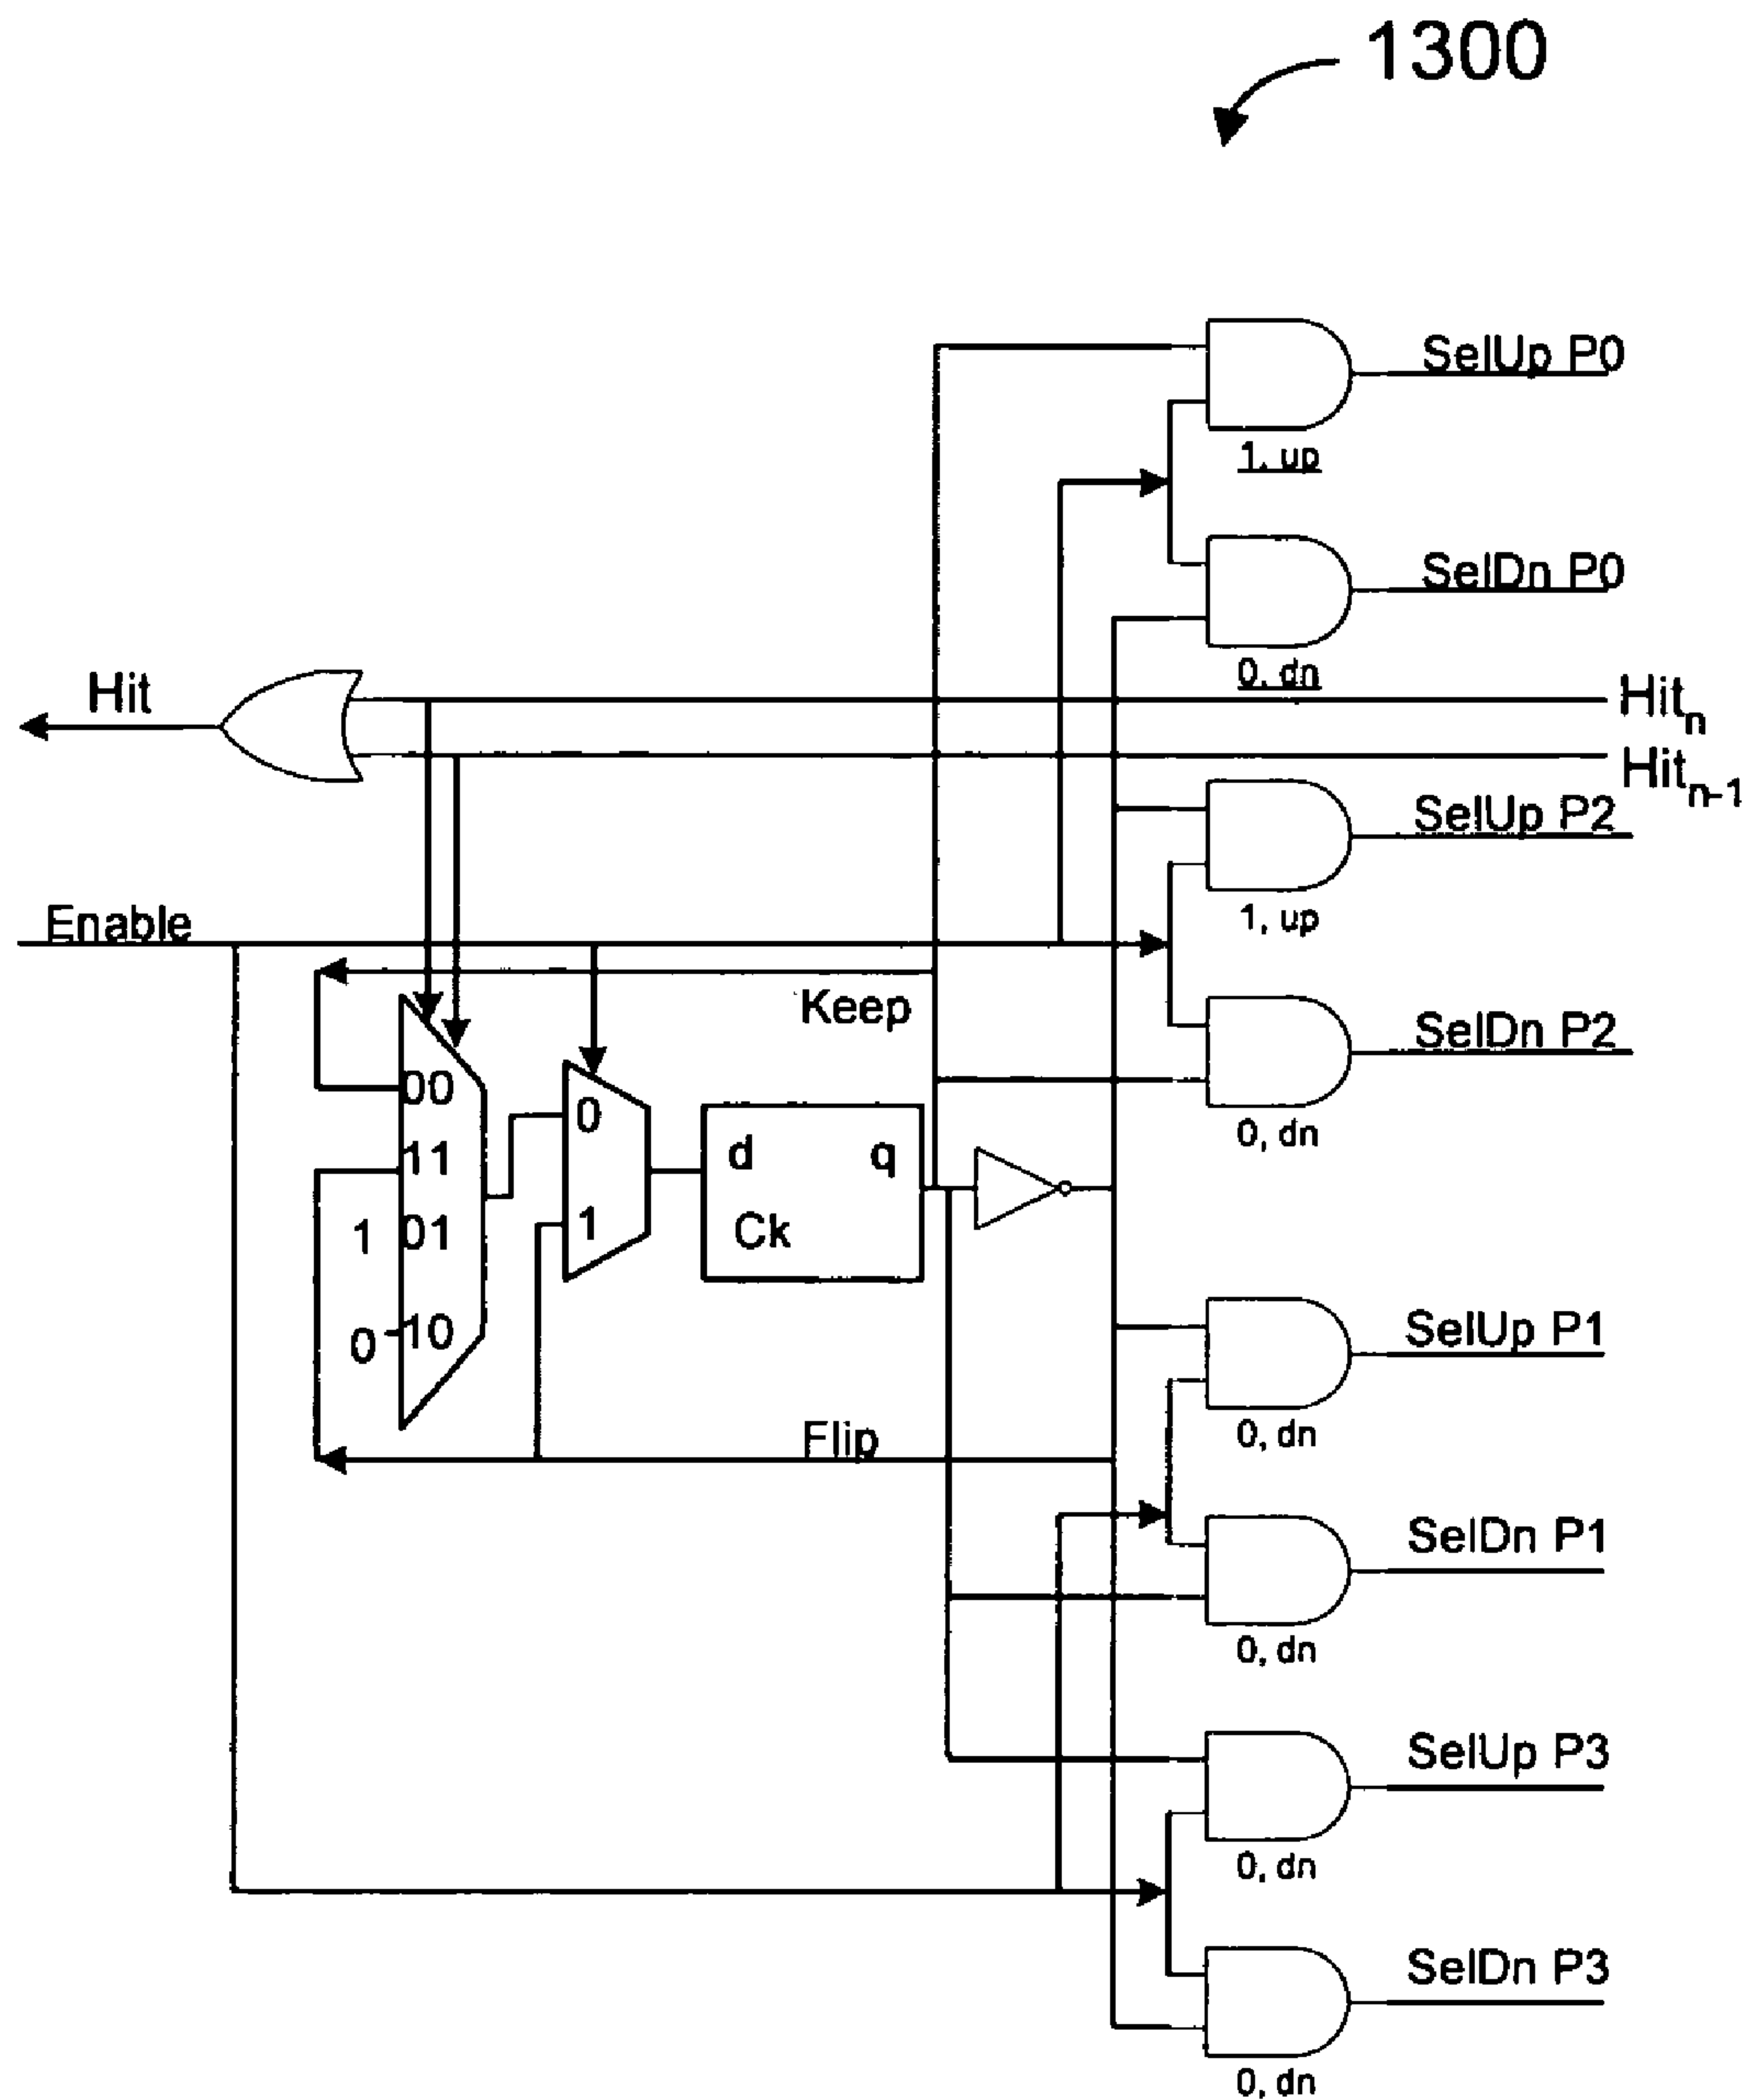 1300
SelUp P0
1, up
SelDn P0
0, dn
Hit
Hitn
Hitn-1
SelUp P2
1, up
Enable
Keep
SelDn P2
0, dn
00
11
1 01
0 10
0
1
d q
Ck
SelUp P1
0, dn
Flip
SelDn P1
0, dn
SelUp P3
0, dn
SelDn P3
0, dn